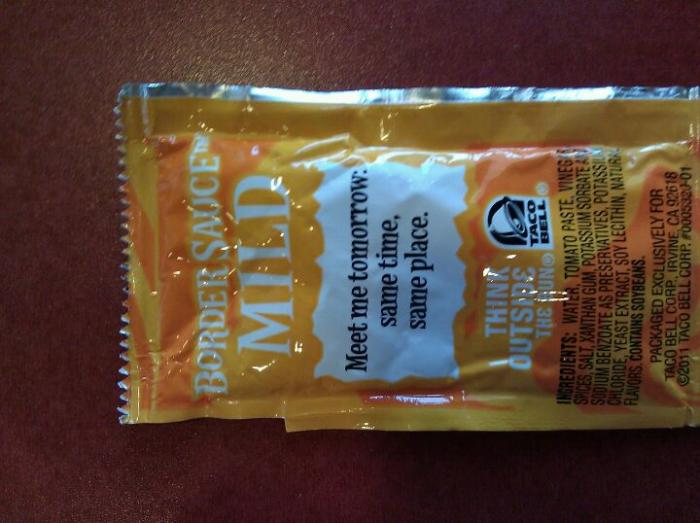 BORDER SAUCE™
MILD
Meet me tomorrow:
same time,
same place.
TACO
BELL®
THINK
OUTSIDE
THE BUN®
INGREDIENTS: WATER, TOMATO PASTE, VINEGAR,
SPICES, SALT, XANTHAN GUM, POTASSIUM SORBATE AND
SODIUM BENZOATE AS PRESERVATIVES, POTASSIUM
CHLORIDE, YEAST EXTRACT, SOY LECITHIN, NATURAL
FLAVORS. CONTAINS SOYBEANS.
PACKAGED EXCLUSIVELY FOR
TACO BELL CORP., IRVINE, CA 92618
©2011 TACO BELL CORP.